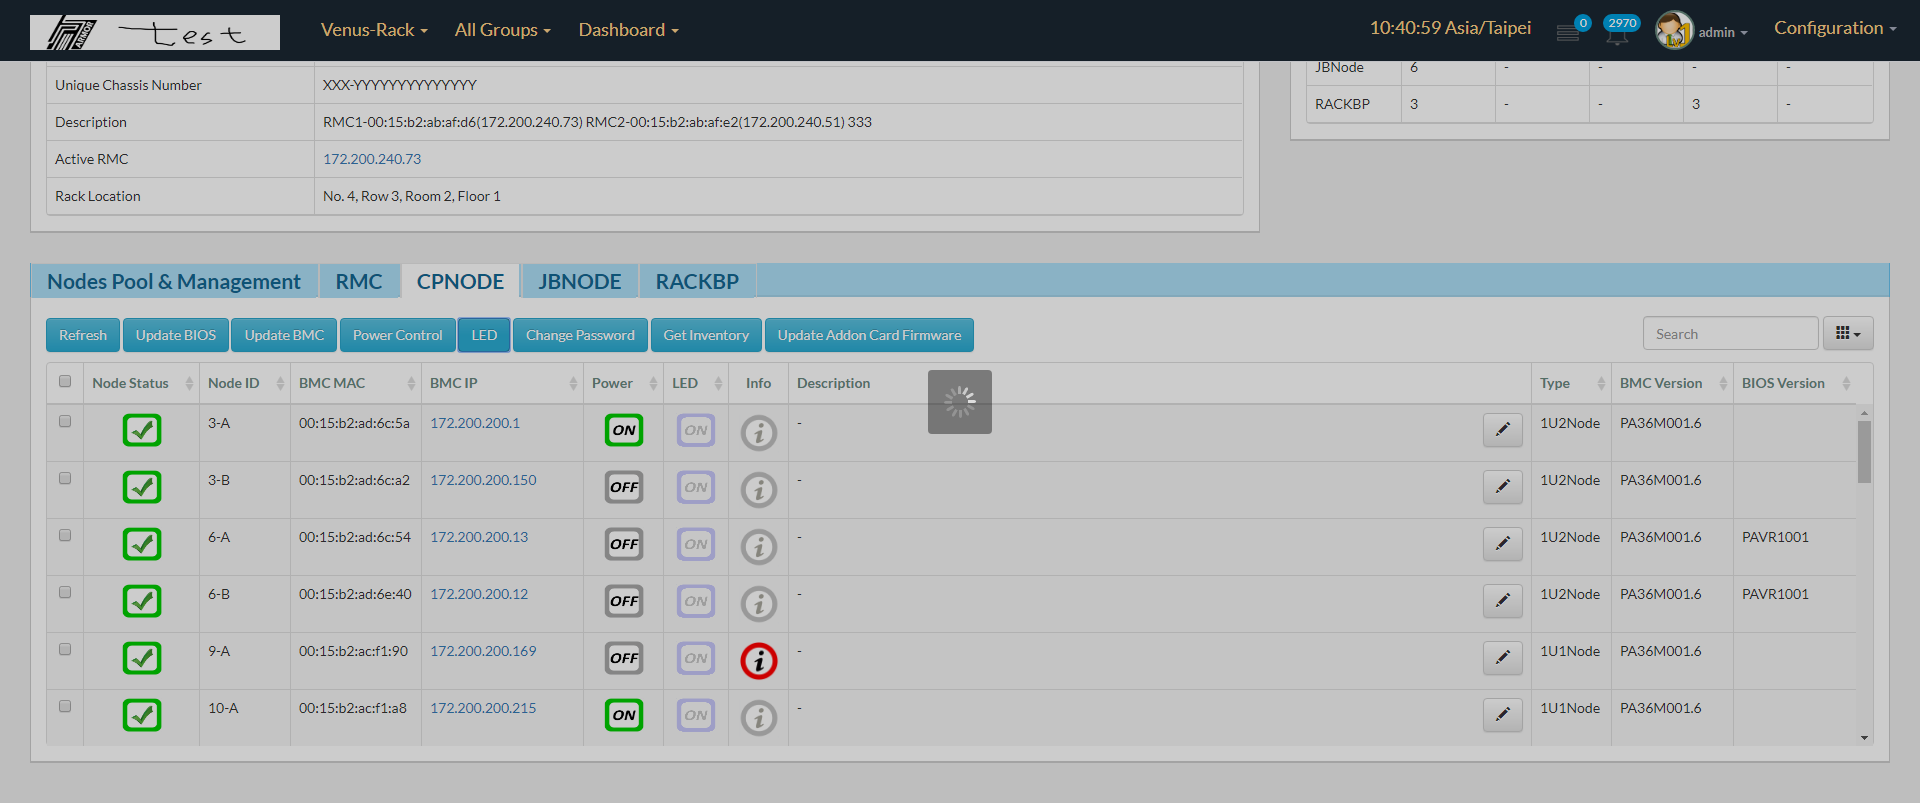 ARMOR test Venus-Rack All Groups Dashboard 10:40:59 Asia/Taipei 0 2970 admin Configuration
Unique Chassis Number XXX-YYYYYYYYYYYYYY
Description RMC1-00:15:b2:ab:af:d6(172.200.240.73) RMC2-00:15:b2:ab:af:e2(172.200.240.51) 333
Active RMC 172.200.240.73
Rack Location No. 4, Row 3, Room 2, Floor 1
JBNode 6 - - - -
RACKBP 3 - - 3 -
Nodes Pool & Management RMC CPNODE JBNODE RACKBP
Refresh Update BIOS Update BMC Power Control LED Change Password Get Inventory Update Addon Card Firmware Search
Node Status Node ID BMC MAC BMC IP Power LED Info Description Type BMC Version BIOS Version
3-A 00:15:b2:ad:6c:5a 172.200.200.1 ON ON i - 1U2Node PA36M001.6
3-B 00:15:b2:ad:6c:a2 172.200.200.150 OFF ON i - 1U2Node PA36M001.6
6-A 00:15:b2:ad:6c:54 172.200.200.13 OFF ON i - 1U2Node PA36M001.6 PAVR1001
6-B 00:15:b2:ad:6e:40 172.200.200.12 OFF ON i - 1U2Node PA36M001.6 PAVR1001
9-A 00:15:b2:ac:f1:90 172.200.200.169 OFF ON i - 1U1Node PA36M001.6
10-A 00:15:b2:ac:f1:a8 172.200.200.215 ON ON i - 1U1Node PA36M001.6